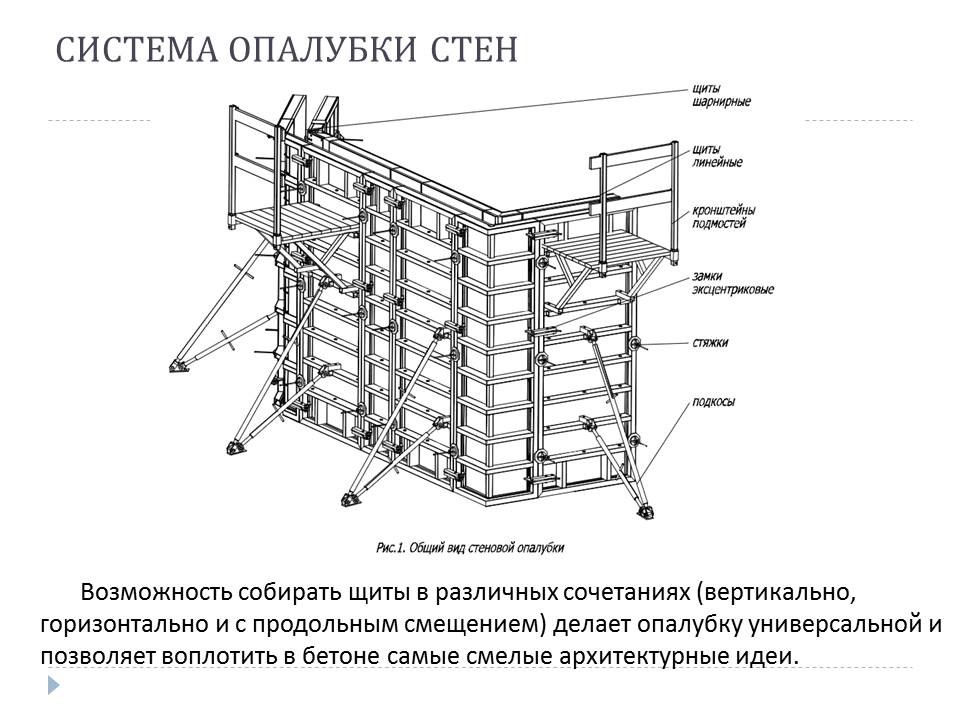 СИСТЕМА ОПАЛУБКИ СТЕН
щиты
шарнирные
щиты
линейные
кронштейны
подмостей
замки
эксцентриковые
стяжки
подкосы
Рис.1. Общий вид стеновой опалубки
Возможность собирать щиты в различных сочетаниях (вертикально,
горизонтально и с продольным смещением) делает опалубку универсальной и
позволяет воплотить в бетоне самые смелые архитектурные идеи.